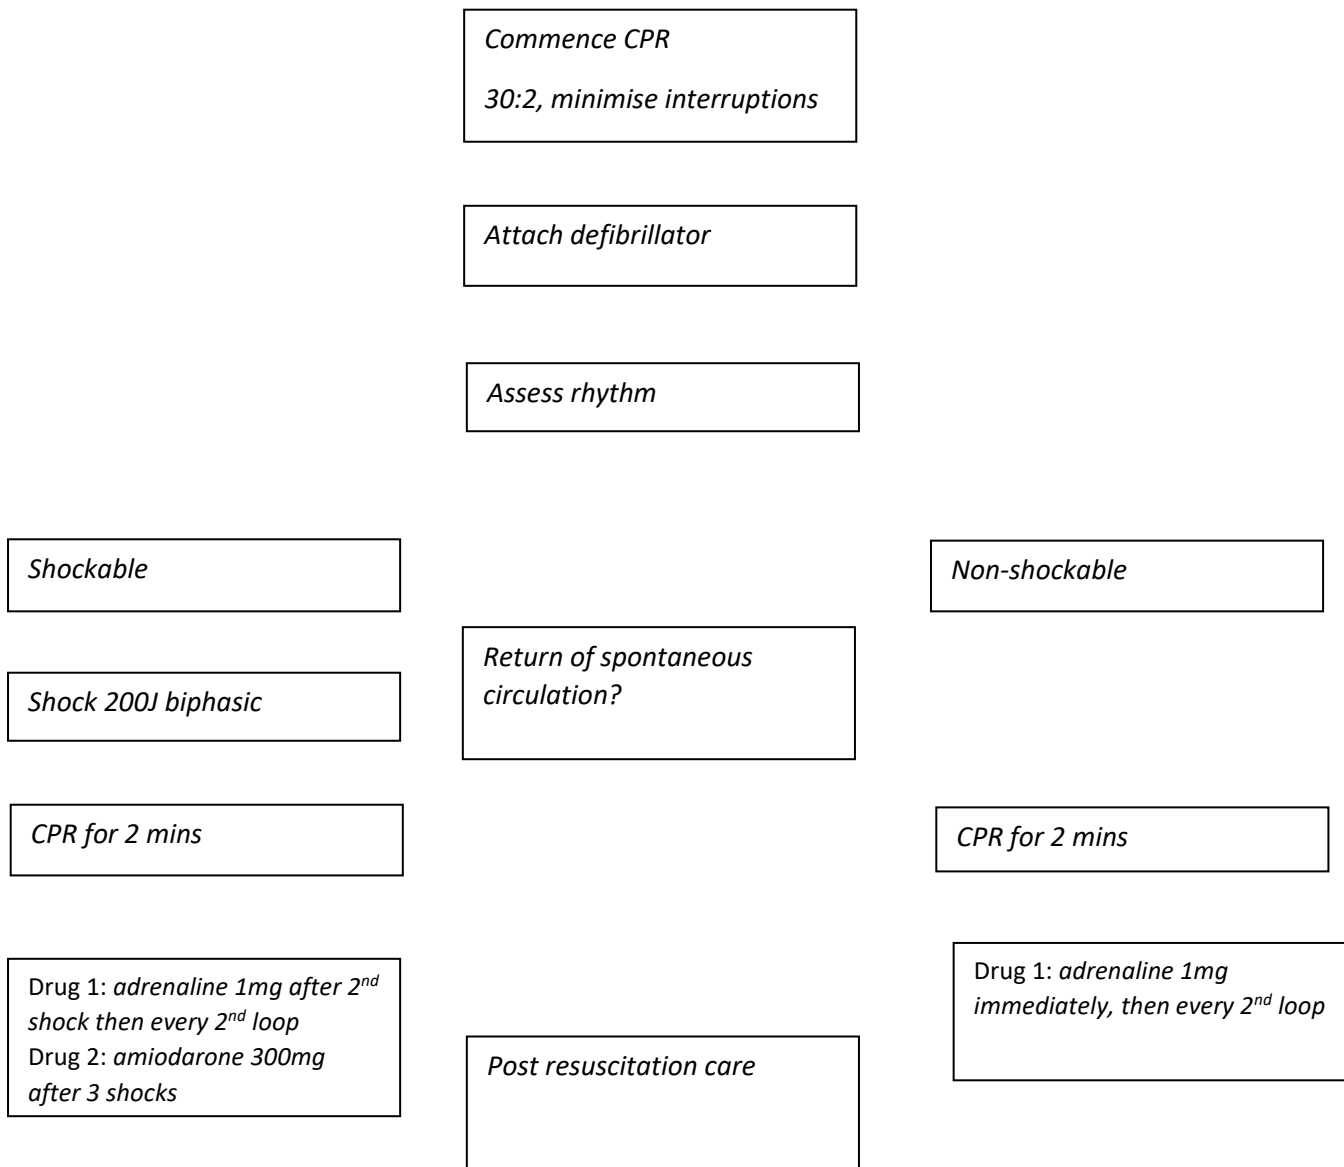 Commence CPR
30:2, minimise interruptions
Attach defibrillator
Assess rhythm
Shockable
Non-shockable
Return of spontaneous
circulation?
Shock 200J biphasic
CPR for 2 mins
CPR for 2 mins
Drug 1: adrenaline 1mg after 2nd
shock then every 2nd loop
Drug 2: amiodarone 300mg
after 3 shocks
Drug 1: adrenaline 1mg
immediately, then every 2nd loop
Post resuscitation care